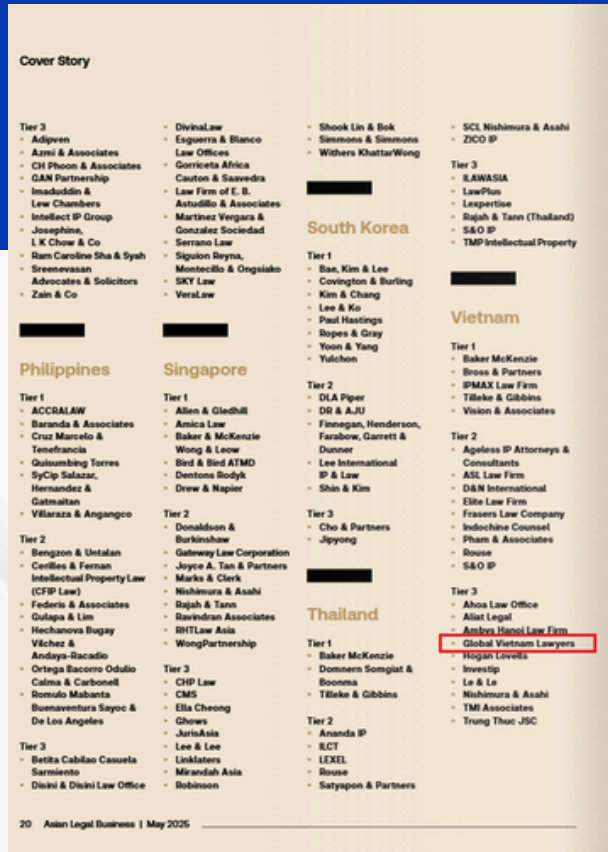 Cover Story
Tier 3
Adipven
Azmi & Associates
CH Phoon & Associates
GAN Partnership
Imaduddin &
Lew Chambers
Intellect IP Group
Josephine,
L K Chow & Co
Ram Caroline Sha & Syah
Sreenevasan
Advocates & Solicitors
Zain & Co
Philippines
Tier 1
ACCRALAW
Baranda & Associates
Cruz Marcelo &
Tenefrancia
Quisumbing Torres
SyCip Salazar,
Hernandez &
Gatmaitan
Villaraza & Angangco
Tier 2
Bengzon & Untalan
Cerilles & Fernan
Intellectual Property Law
(CFIP Law)
Federis & Associates
Gulapa & Lim
Hechanova Bugay
Vilchez &
Andaya-Racadio
Ortega Bacorro Odulio
Calma & Carbonell
Romulo Mabanta
Buenaventura Sayoc &
De Los Angeles
Tier 3
Betita Cabilao Casuela
Sarmiento
Disini & Disini Law Office
DivinaLaw
Esguerra & Blanco
Law Offices
Gorriceta Africa
Cauton & Saavedra
Law Firm of E. B.
Astudillo & Associates
Martinez Vergara &
Gonzalez Sociedad
Serrano Law
Siguion Reyna,
Montecillo & Ongsiako
SKY Law
VeraLaw
Singapore
Tier 1
Allen & Gledhill
Amica Law
Baker & McKenzie
Wong & Leow
Bird & Bird ATMD
Dentons Rodyk
Drew & Napier
Tier 2
Donaldson &
Burkinshaw
Gateway Law Corporation
Joyce A. Tan & Partners
Marks & Clerk
Nishimura & Asahi
Rajah & Tann
Ravindran Associates
RHTLaw Asia
WongPartnership
Tier 3
CHP Law
CMS
Ella Cheong
Ghows
JurisAsia
Lee & Lee
Linklaters
Mirandah Asia
Robinson
Shook Lin & Bok
Simmons & Simmons
Withers KhattarWong
South Korea
Tier 1
Bae, Kim & Lee
Covington & Burling
Kim & Chang
Lee & Ko
Paul Hastings
Ropes & Gray
Yoon & Yang
Yulchon
Tier 2
DLA Piper
DR & AJU
Finnegan, Henderson,
Farabow, Garrett &
Dunner
Lee International
IP & Law
Shin & Kim
Tier 3
Cho & Partners
Jipyong
Thailand
Tier 1
Baker McKenzie
Domnern Somgiat &
Boonma
Tilleke & Gibbins
Tier 2
Ananda IP
ILCT
LEXEL
Rouse
Satyapon & Partners
SCL Nishimura & Asahi
ZICO IP
Tier 3
ILAWASIA
LawPlus
Lexpertise
Rajah & Tann (Thailand)
S&O IP
TMP Intellectual Property
Vietnam
Tier 1
Baker McKenzie
Bross & Partners
IPMAX Law Firm
Tilleke & Gibbins
Vision & Associates
Tier 2
Ageless IP Attorneys &
Consultants
ASL Law Firm
D&N International
Elite Law Firm
Frasers Law Company
Indochine Counsel
Pham & Associates
Rouse
S&O IP
Tier 3
Ahoa Law Office
Aliat Legal
Ambys Hanoi Law Firm
Global Vietnam Lawyers
Hogan Lovells
Investip
Le & Le
Nishimura & Asahi
TMI Associates
Trung Thuc JSC
20 Asian Legal Business | May 2025